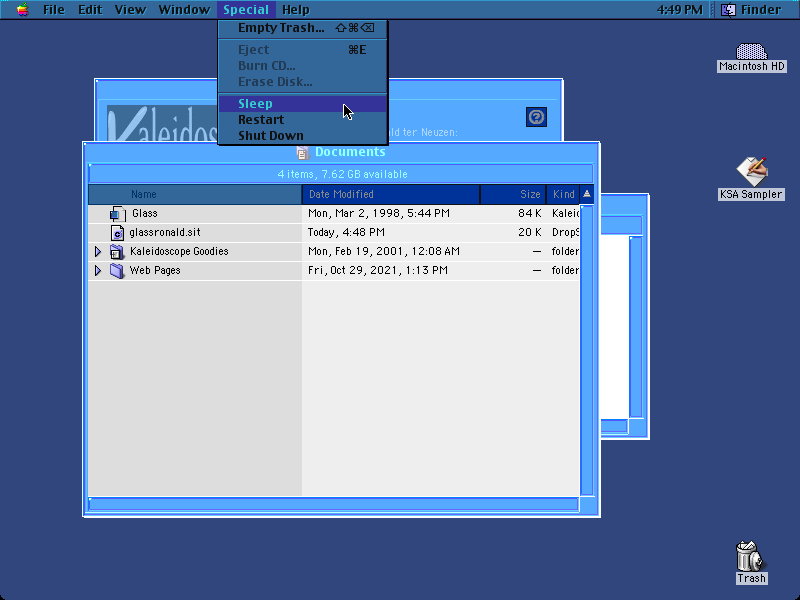 File Edit View Window Special Help 4:49 PM Finder
Empty Trash... ⇧⌘⌫
Eject ⌘E
Burn CD...
Erase Disk...
Sleep
Restart
Shut Down
Macintosh HD
Kaleidos
ld ter Neuzen:
Documents
4 items, 7.62 GB available
Name Date Modified Size Kind
Glass Mon, Mar 2, 1998, 5:44 PM 84 K Kaleid
glassronald.sit Today, 4:48 PM 20 K DropS
Kaleidoscope Goodies Mon, Feb 19, 2001, 12:08 AM — folder
Web Pages Fri, Oct 29, 2021, 1:13 PM — folder
KSA Sampler
Trash